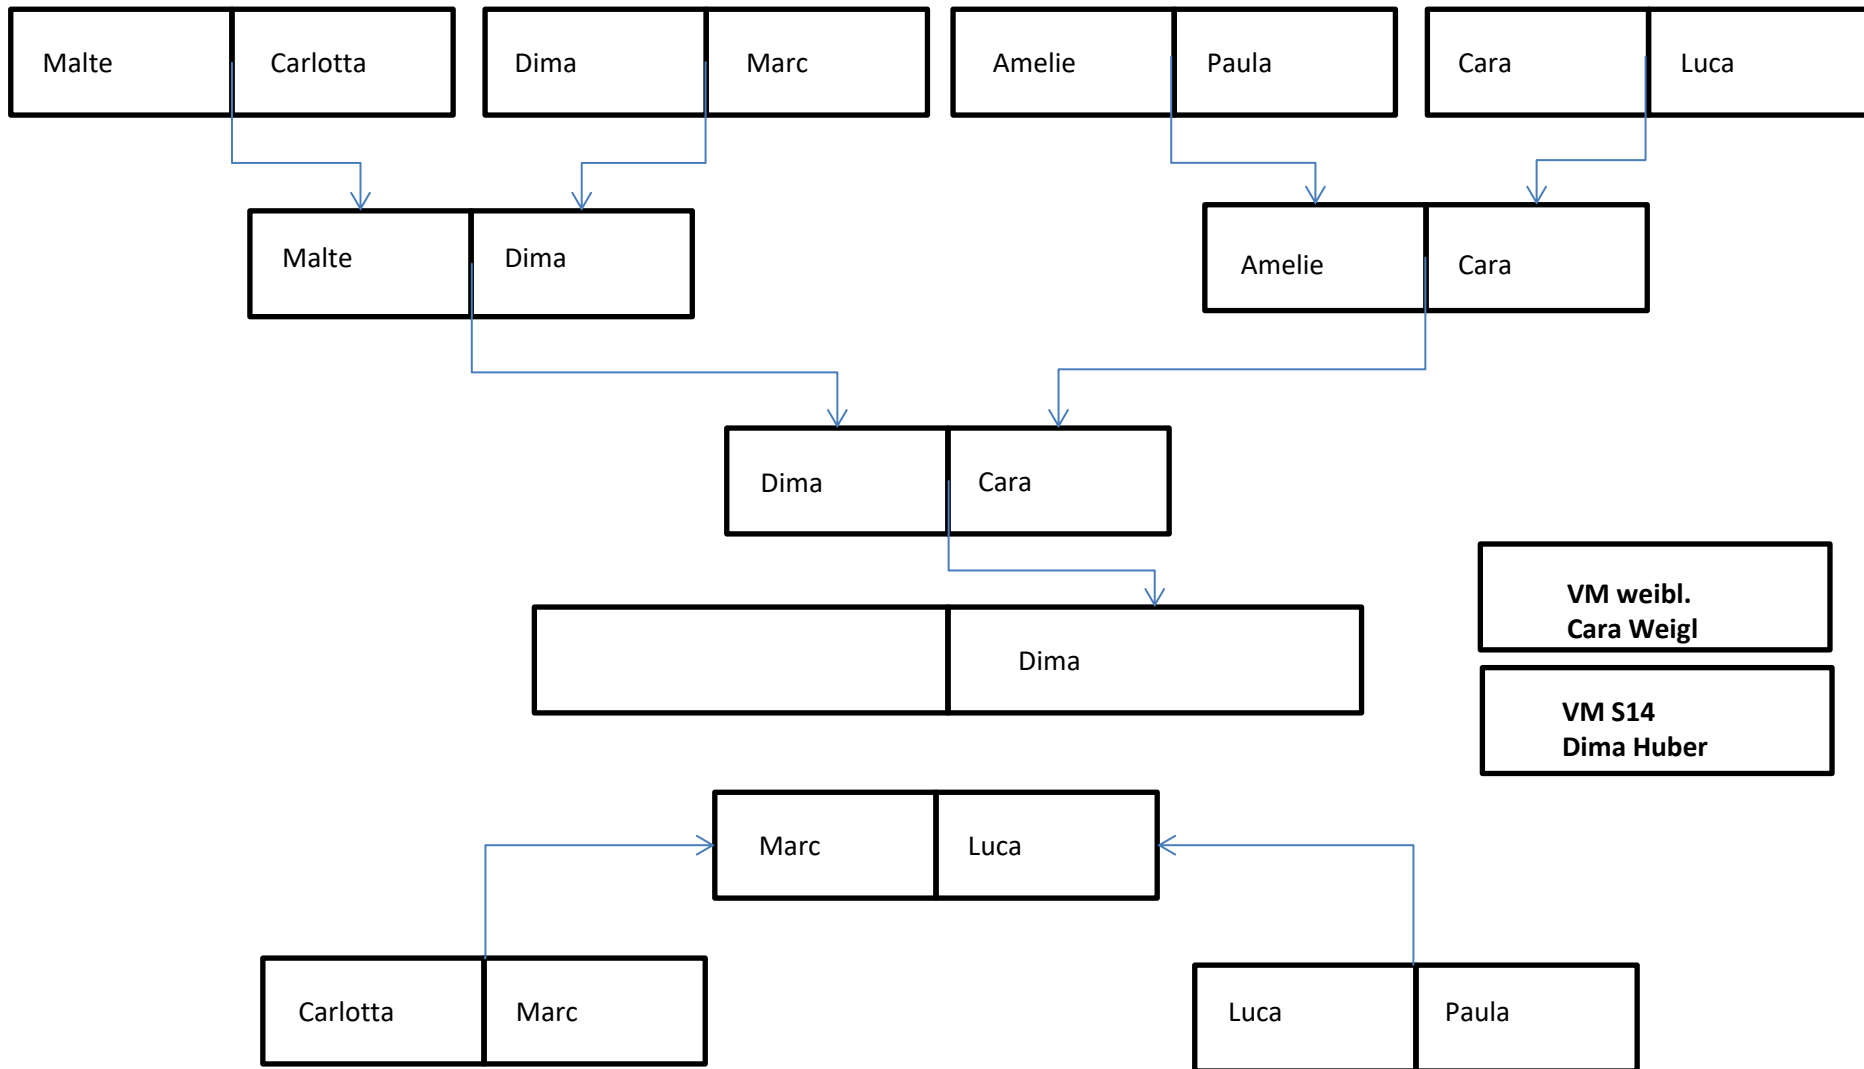 Malte Carlotta Dima Marc Amelie Paula Cara Luca
Malte Dima Amelie Cara
Dima Cara
VM weibl.
Cara Weigl
Dima
VM S14
Dima Huber
Marc Luca
Carlotta Marc Luca Paula